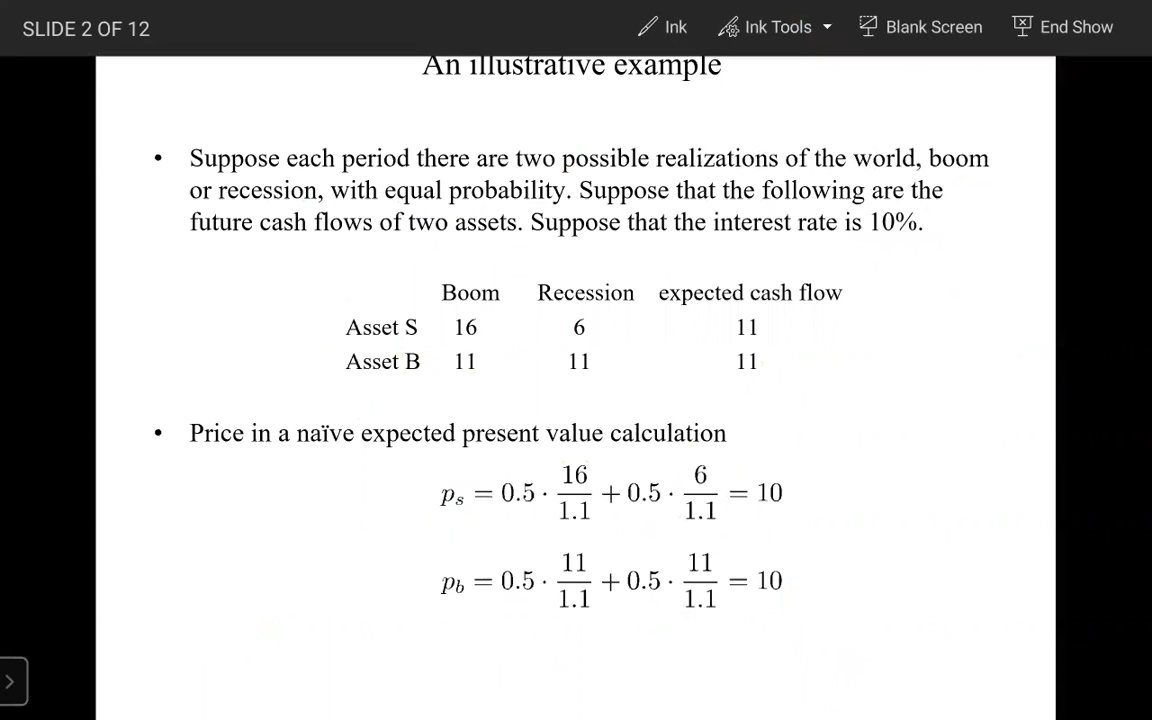 SLIDE 2 OF 12
Ink
Ink Tools
Blank Screen
End Show
An illustrative example
• Suppose each period there are two possible realizations of the world, boom
or recession, with equal probability. Suppose that the following are the
future cash flows of two assets. Suppose that the interest rate is 10%.
Boom Recession expected cash flow
Asset S 16 6 11
Asset B 11 11 11
• Price in a naïve expected present value calculation
p_s = 0.5 · 16/1.1 + 0.5 · 6/1.1 = 10
p_b = 0.5 · 11/1.1 + 0.5 · 11/1.1 = 10